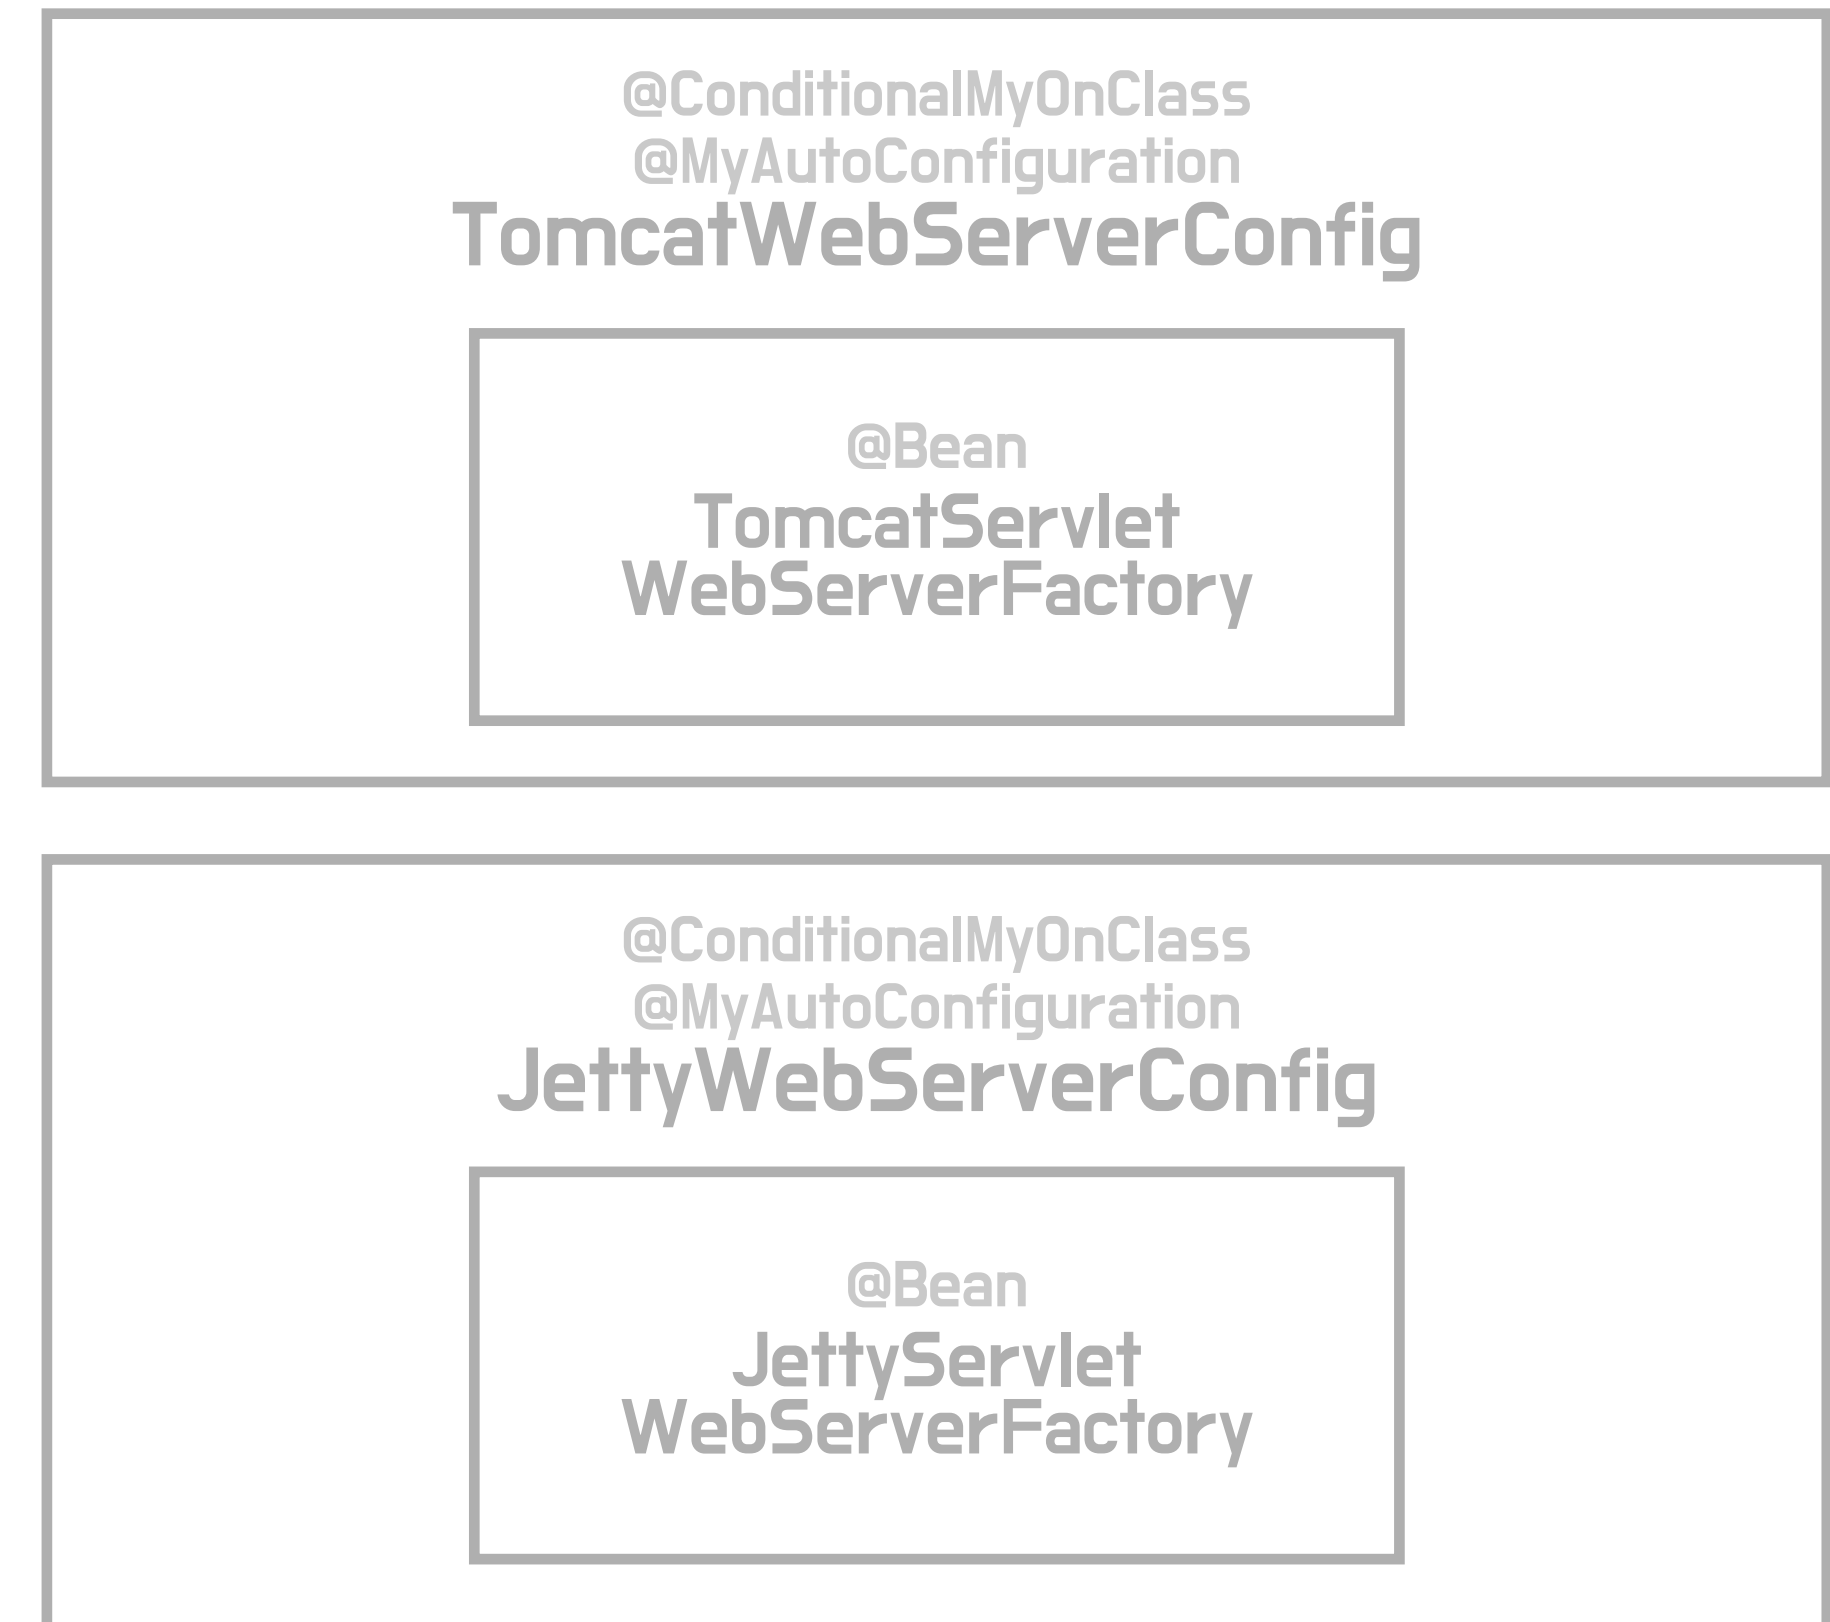 @ConditionalMyOnClass
@MyAutoConfiguration
TomcatWebServerConfig
@Bean
TomcatServlet
WebServerFactory
@ConditionalMyOnClass
@MyAutoConfiguration
JettyWebServerConfig
@Bean
JettyServlet
WebServerFactory